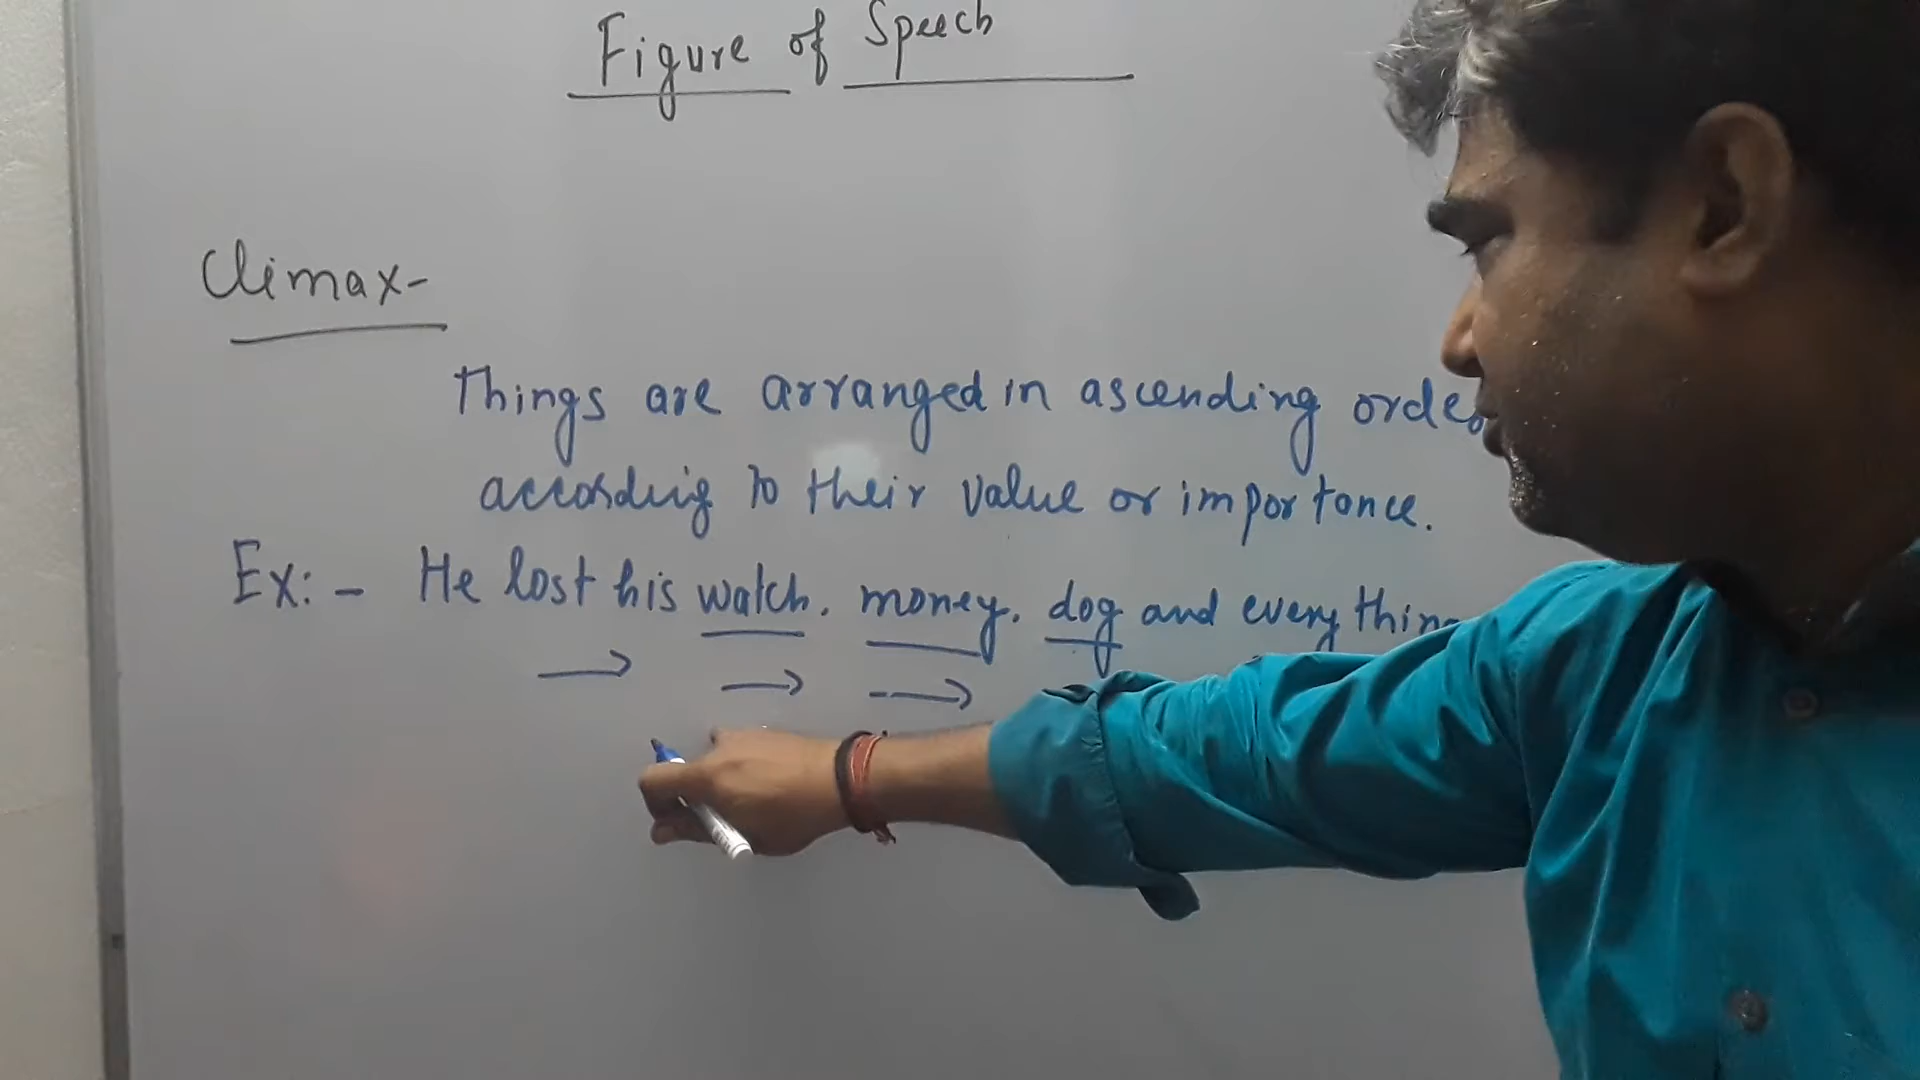 Figure of Speech
Climax-
Things are arranged in ascending order
according to their value or importance.
Ex:- He lost his watch, money, dog and everything